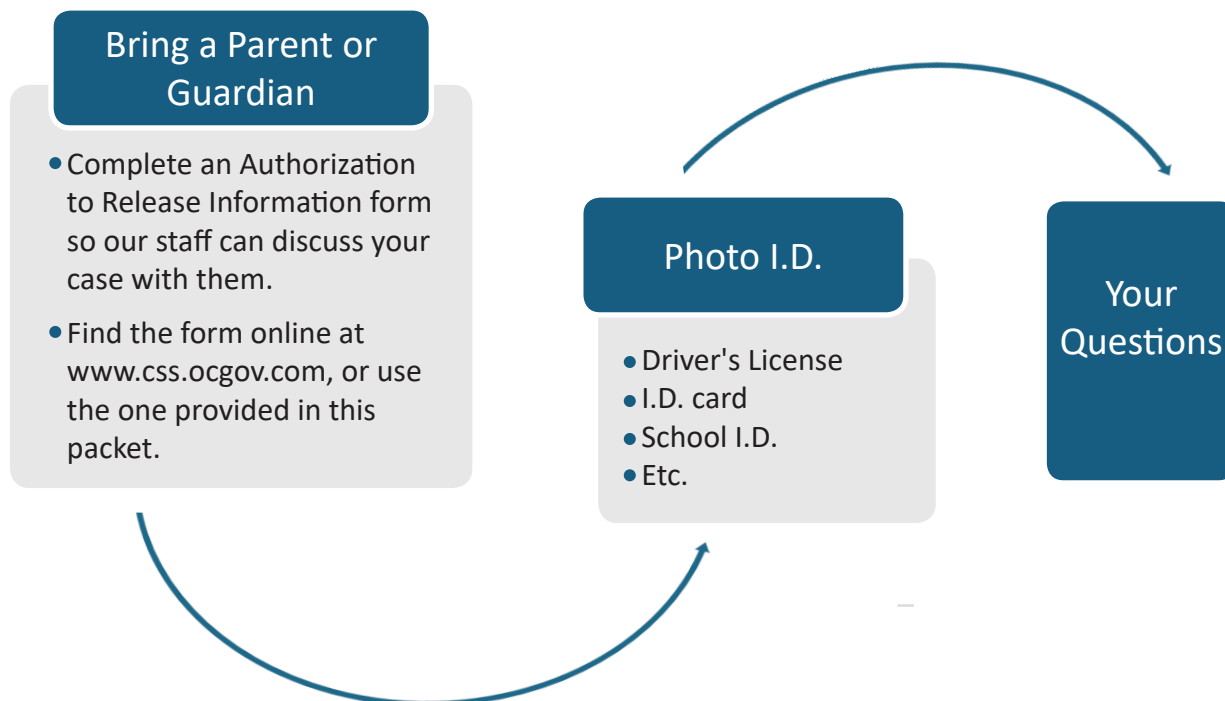 Bring a Parent or
Guardian
• Complete an Authorization
to Release Information form
so our staff can discuss your
case with them.
• Find the form online at
www.css.ocgov.com, or use
the one provided in this
packet.
Photo I.D.
• Driver's License
• I.D. card
• School I.D.
• Etc.
Your
Questions